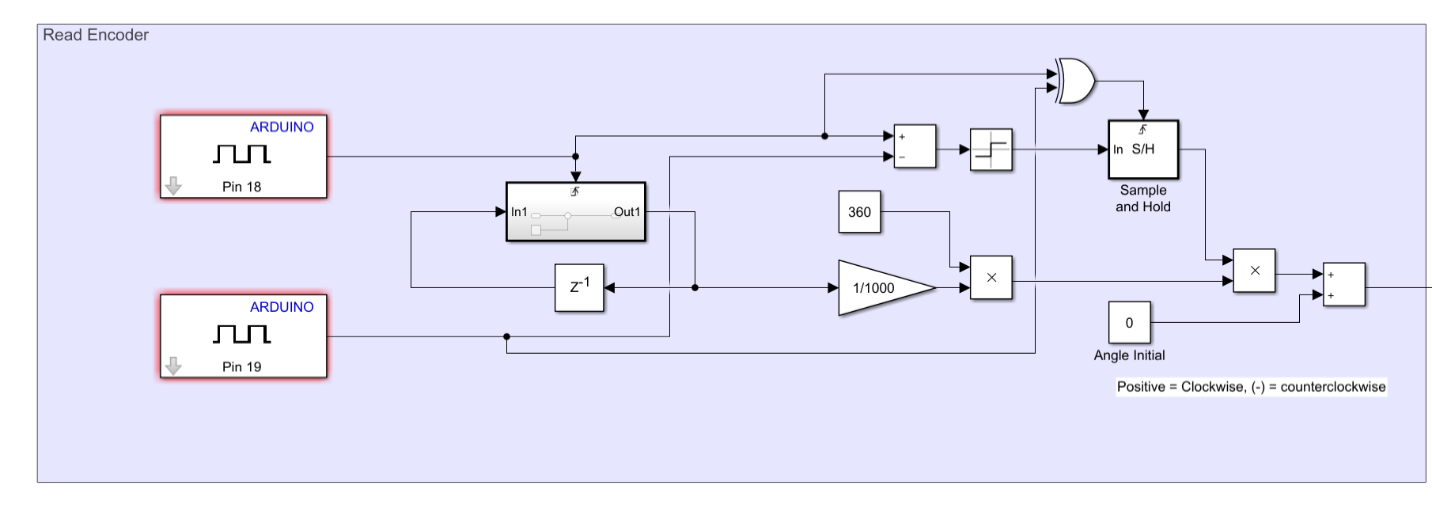 Read Encoder
ARDUINO
Pin 18
In1
Out1
+
−
In S/H
Sample
and Hold
360
Z-1
1/1000
×
×
+
+
ARDUINO
Pin 19
0
Angle Initial
Positive = Clockwise, (-) = counterclockwise